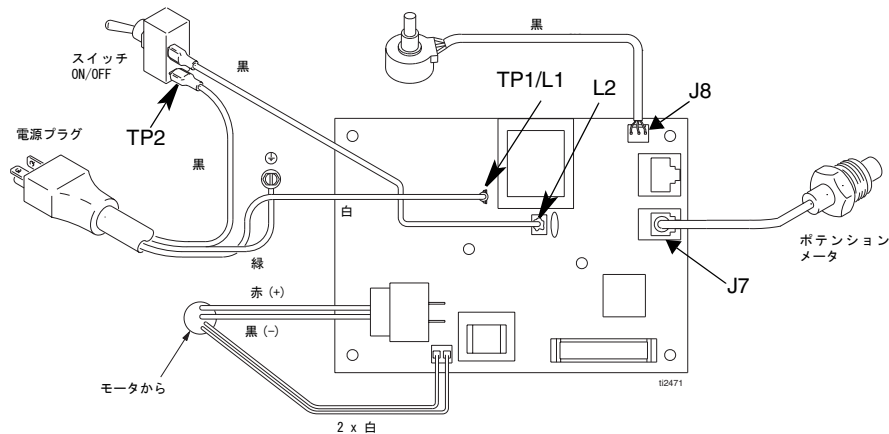 黒
スイッチ
ON/OFF
黒
TP1/L1
L2
J8
TP2
電源プラグ
黒
白
緑
ポテンション
メータ
J7
赤 (+)
黒 (-)
モータから
2 x 白
ti2471